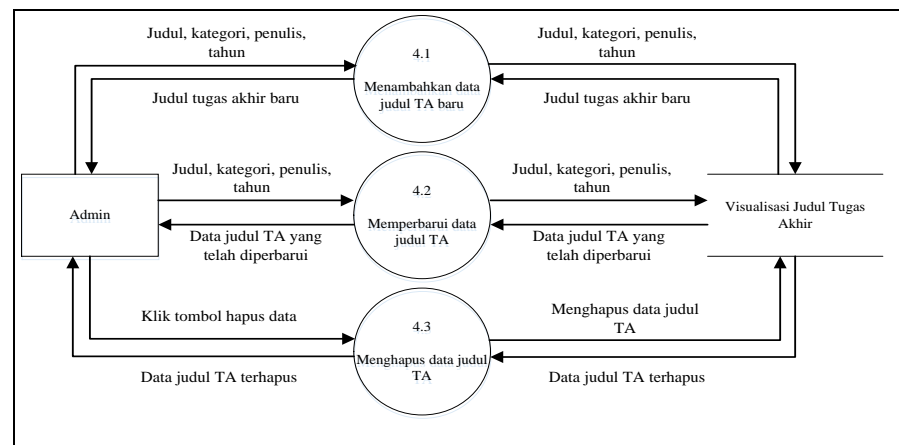 Judul, kategori, penulis,
tahun
4.1
Menambahkan data
judul TA baru
Judul, kategori, penulis,
tahun
Judul tugas akhir baru
Judul tugas akhir baru
Admin
Judul, kategori, penulis,
tahun
4.2
Memperbarui data
judul TA
Judul, kategori, penulis,
tahun
Visualisasi Judul Tugas
Akhir
Data judul TA yang
telah diperbarui
Data judul TA yang
telah diperbarui
Klik tombol hapus data
4.3
Menghapus data judul
TA
Menghapus data judul
TA
Data judul TA terhapus
Data judul TA terhapus